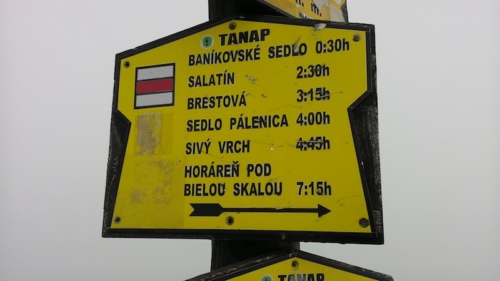 TANAP
BANÍKOVSKÉ SEDLO 0:30h
SALATÍN 2:30h
BRESTOVÁ 3:15h
SEDLO PÁLENICA 4:00h
SIVÝ VRCH 4:45h
HORÁREŇ POD
BIELOU SKALOU 7:15h
TANAP